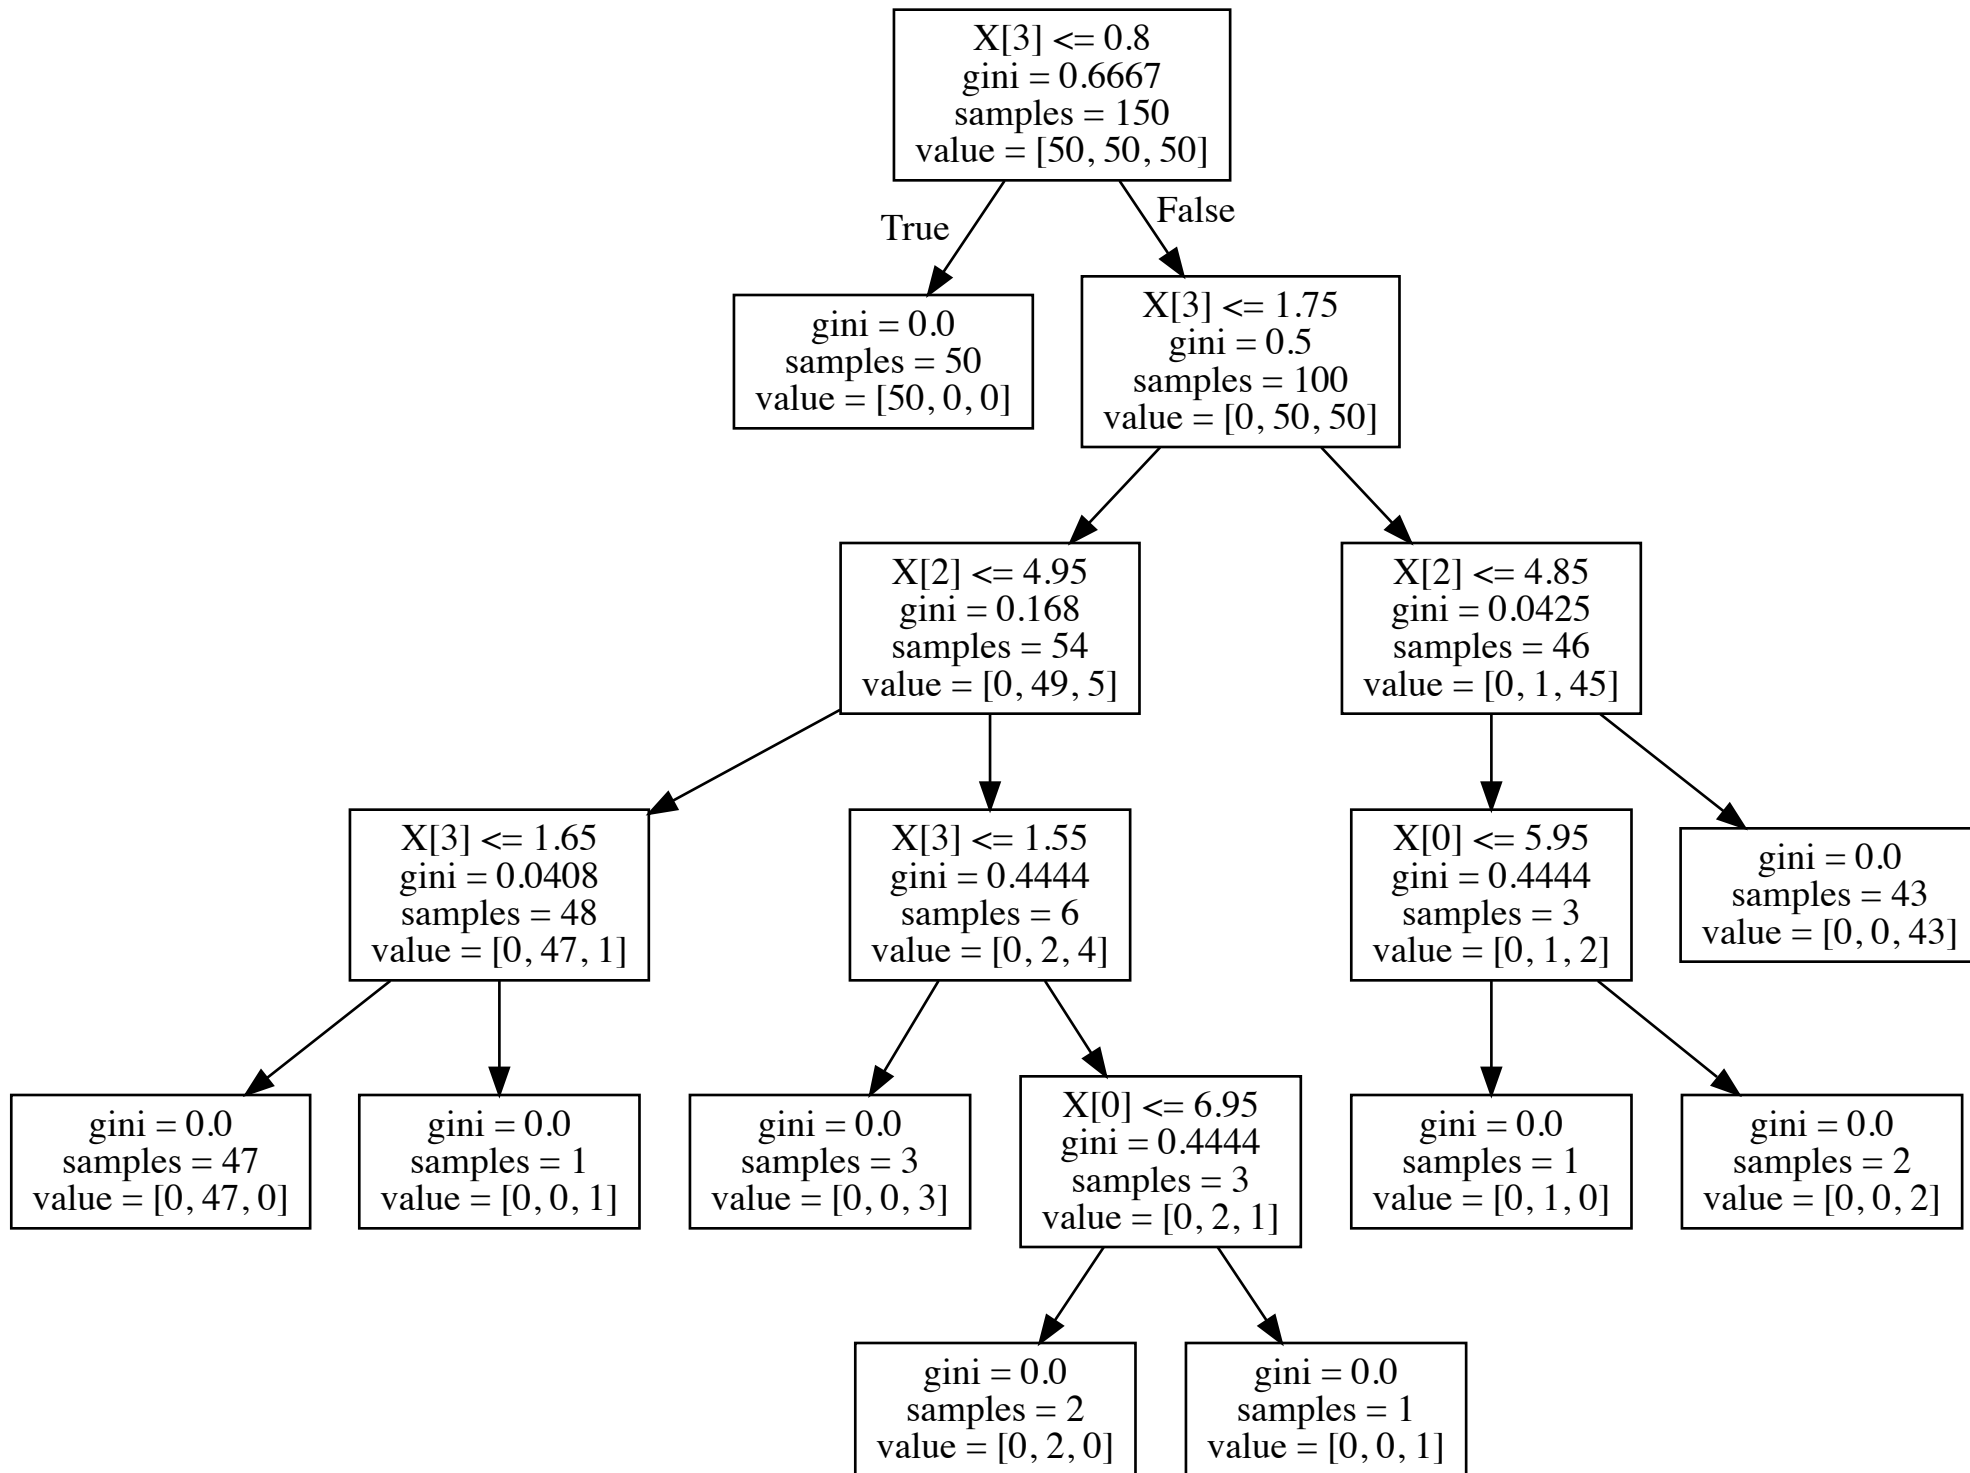 X[3] <= 0.8
gini = 0.6667
samples = 150
value = [50, 50, 50]
True
False
gini = 0.0
samples = 50
value = [50, 0, 0]
X[3] <= 1.75
gini = 0.5
samples = 100
value = [0, 50, 50]
X[2] <= 4.95
gini = 0.168
samples = 54
value = [0, 49, 5]
X[2] <= 4.85
gini = 0.0425
samples = 46
value = [0, 1, 45]
X[3] <= 1.65
gini = 0.0408
samples = 48
value = [0, 47, 1]
X[3] <= 1.55
gini = 0.4444
samples = 6
value = [0, 2, 4]
X[0] <= 5.95
gini = 0.4444
samples = 3
value = [0, 1, 2]
gini = 0.0
samples = 43
value = [0, 0, 43]
gini = 0.0
samples = 47
value = [0, 47, 0]
gini = 0.0
samples = 1
value = [0, 0, 1]
gini = 0.0
samples = 3
value = [0, 0, 3]
X[0] <= 6.95
gini = 0.4444
samples = 3
value = [0, 2, 1]
gini = 0.0
samples = 1
value = [0, 1, 0]
gini = 0.0
samples = 2
value = [0, 0, 2]
gini = 0.0
samples = 2
value = [0, 2, 0]
gini = 0.0
samples = 1
value = [0, 0, 1]